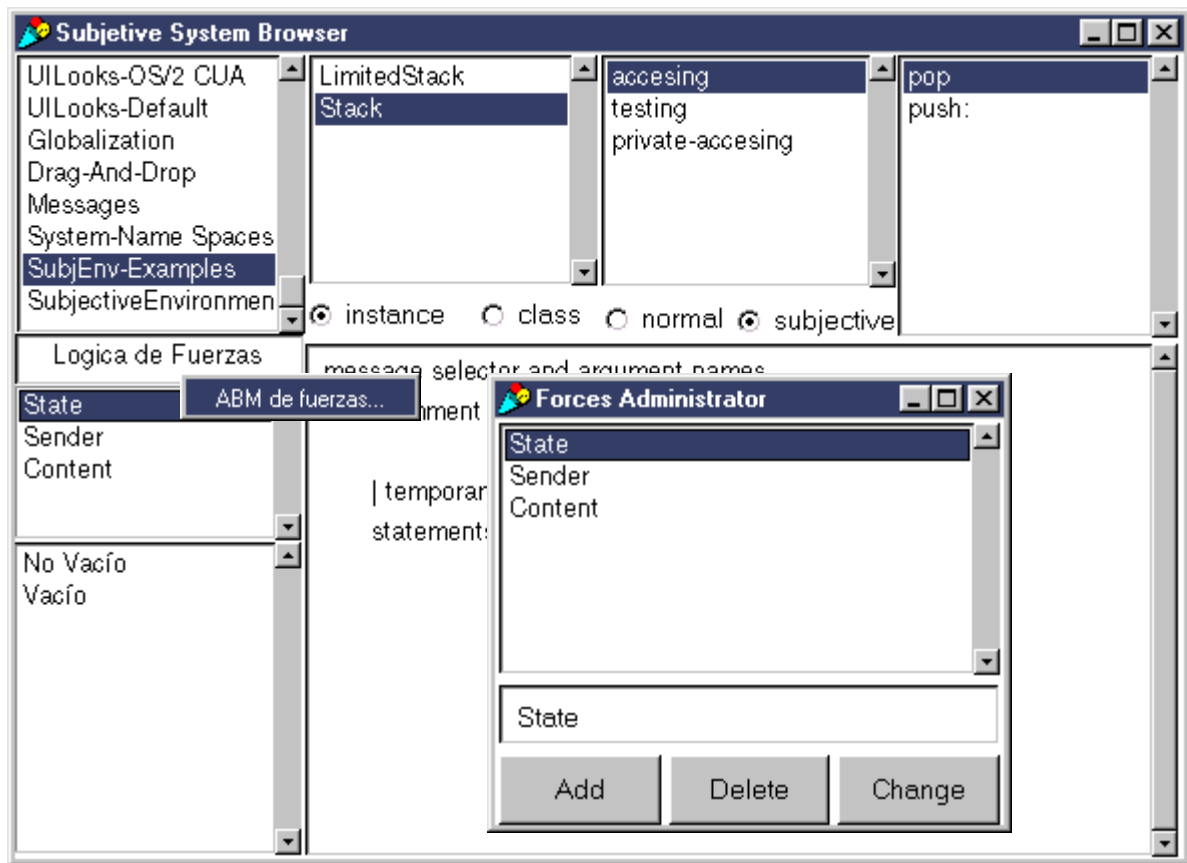 Subjetive System Browser
UILooks-OS/2 CUA
UILooks-Default
Globalization
Drag-And-Drop
Messages
System-Name Spaces
SubjEnv-Examples
SubjectiveEnvironmen
LimitedStack
Stack
accesing
testing
private-accesing
pop
push:
instance
class
normal
subjective
Logica de Fuerzas
ABM de fuerzas...
State
Sender
Content
No Vacío
Vacío
message selector and argument names
| temporar
statements
Forces Administrator
State
Sender
Content
State
Add
Delete
Change